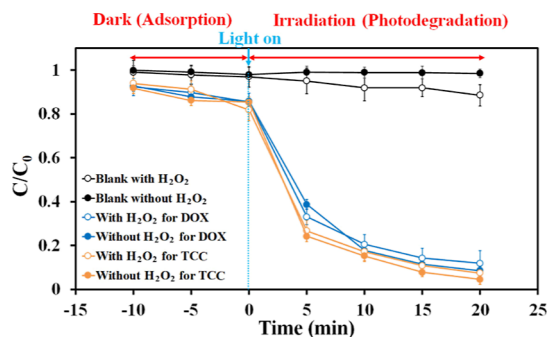 Dark (Adsorption) Irradiation (Photodegradation)
Light on
1
0.8
0.6
0.4
0.2
0
C/C₀
Blank with H₂O₂
Blank without H₂O₂
With H₂O₂ for DOX
Without H₂O₂ for DOX
With H₂O₂ for TCC
Without H₂O₂ for TCC
-15 -10 -5 0 5 10 15 20 25
Time (min)